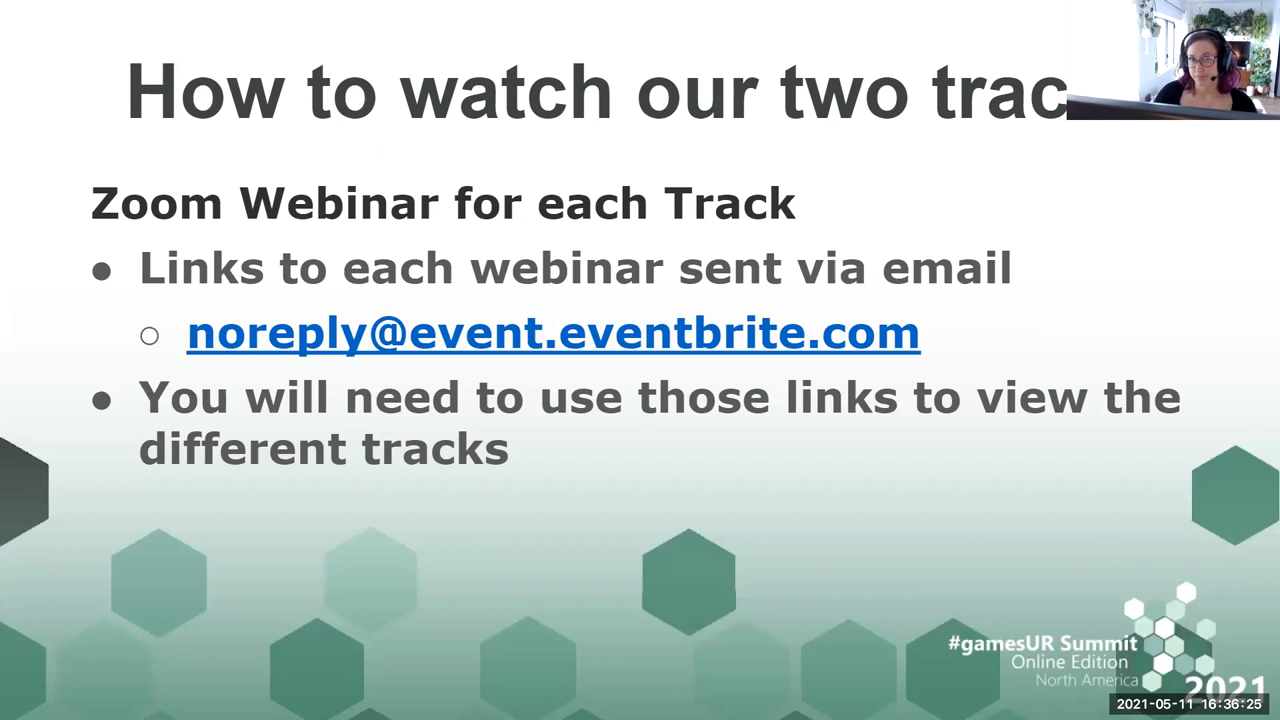 How to watch our two trac
Zoom Webinar for each Track
● Links to each webinar sent via email
○ noreply@event.eventbrite.com
● You will need to use those links to view the
different tracks
#gamesUR Summit
Online Edition
North America
2021
2021-05-11 16:36:25